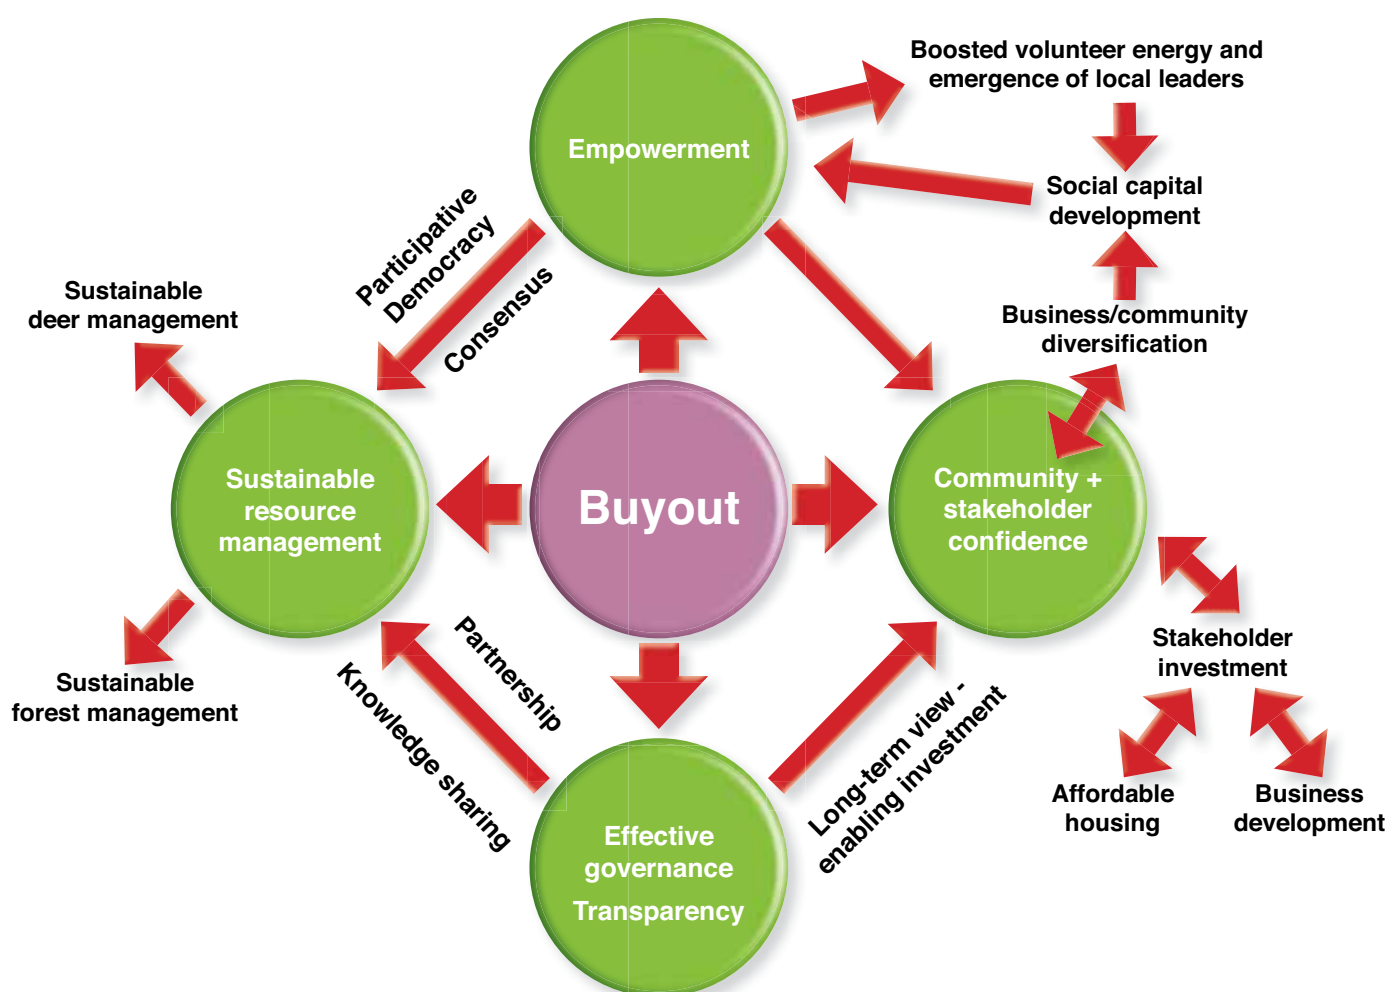 Boosted volunteer energy and
emergence of local leaders
Empowerment
Social capital
development
Participative
Democracy
Consensus
Sustainable
deer management
Business/community
diversification
Sustainable
resource
management
Buyout
Community +
stakeholder
confidence
Partnership
Knowledge sharing
Stakeholder
investment
Sustainable
forest management
Long-term view -
enabling investment
Affordable
housing
Business
development
Effective
governance
Transparency